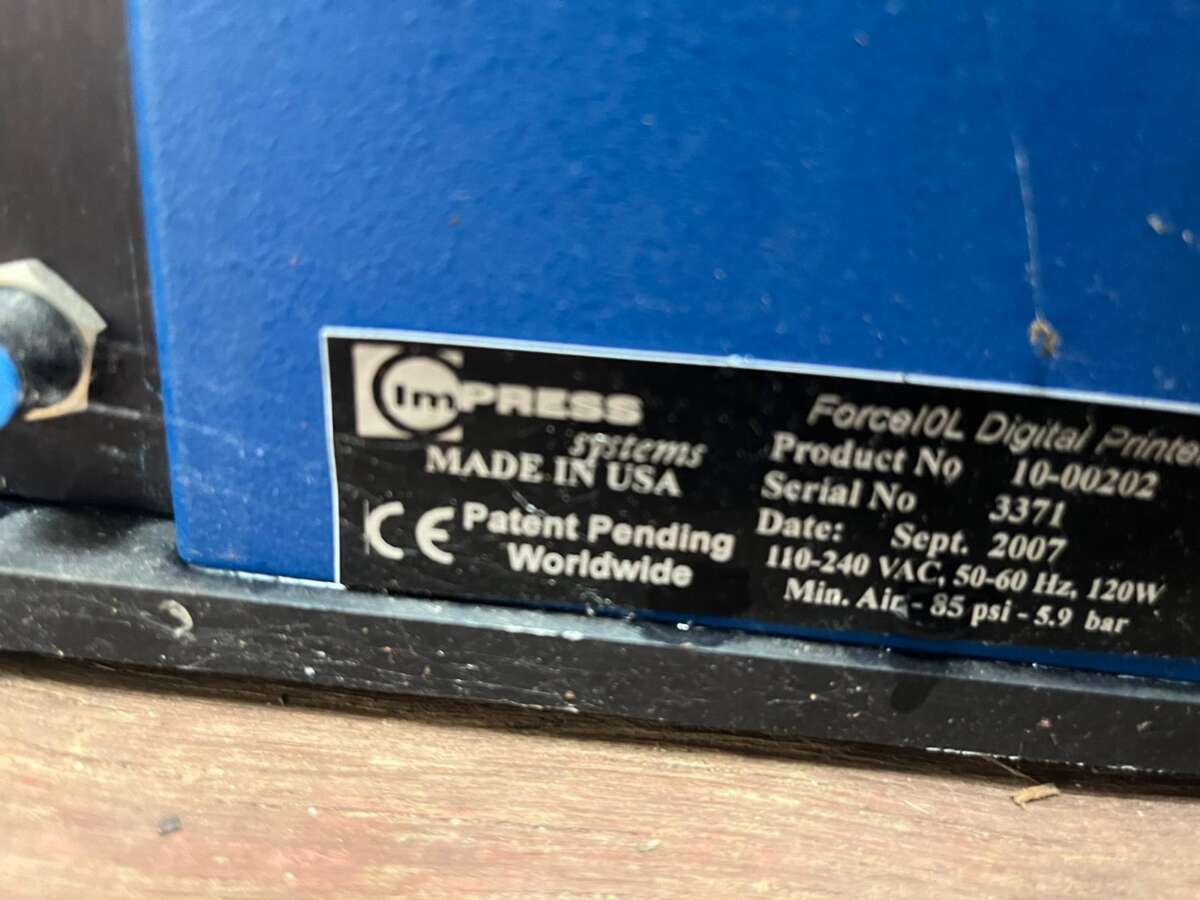 ImPRESS
systems
MADE IN USA
CE Patent Pending
Worldwide
Force10L Digital Printe
Product No 10-00202
Serial No 3371
Date: Sept. 2007
110-240 VAC, 50-60 Hz, 120W
Min. Air - 85 psi - 5.9 bar